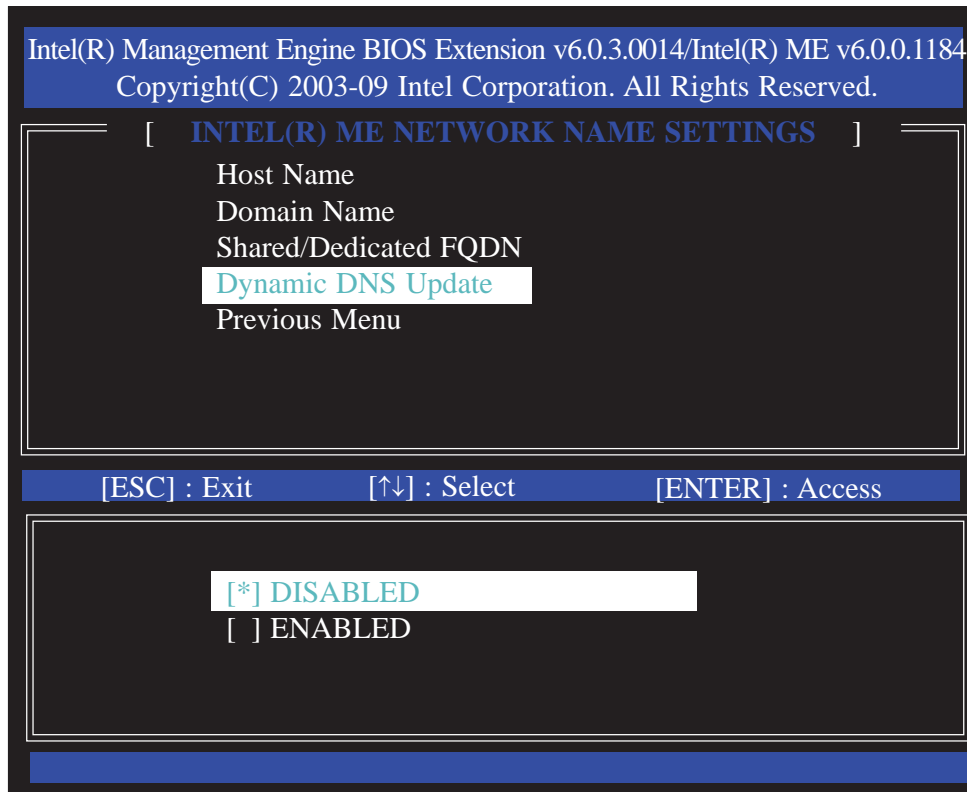 Intel(R) Management Engine BIOS Extension v6.0.3.0014/Intel(R) ME v6.0.0.1184
Copyright(C) 2003-09 Intel Corporation. All Rights Reserved.
[ INTEL(R) ME NETWORK NAME SETTINGS ]
Host Name
Domain Name
Shared/Dedicated FQDN
Dynamic DNS Update
Previous Menu
[ESC] : Exit [↑↓] : Select [ENTER] : Access
[*] DISABLED
[ ] ENABLED